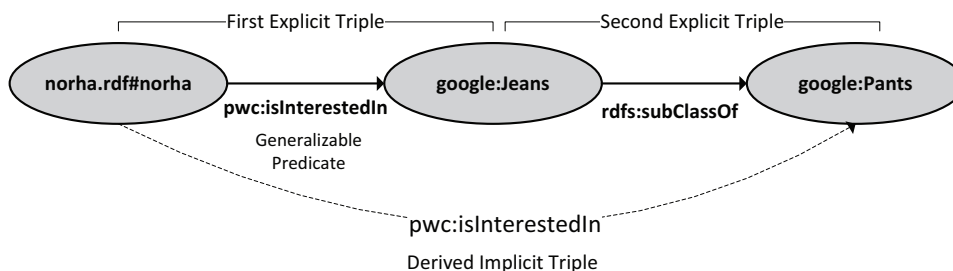 First Explicit Triple
Second Explicit Triple
norha.rdf#norha
google:Jeans
google:Pants
pwc:isInterestedIn
rdfs:subClassOf
Generalizable
Predicate
pwc:isInterestedIn
Derived Implicit Triple